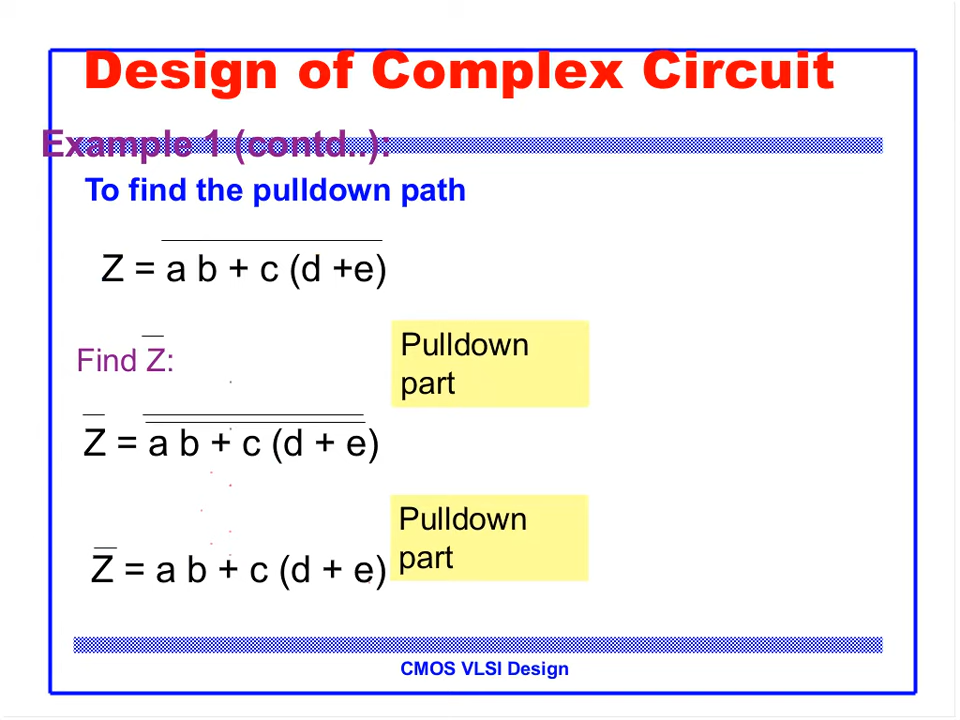 Design of Complex Circuit
Example 1 (contd..):
To find the pulldown path
Z = a b + c (d +e)
Find Z̅:
Pulldown
part
Z̅ = a b + c (d + e)
Pulldown
part
Z̅ = a b + c (d + e)
CMOS VLSI Design